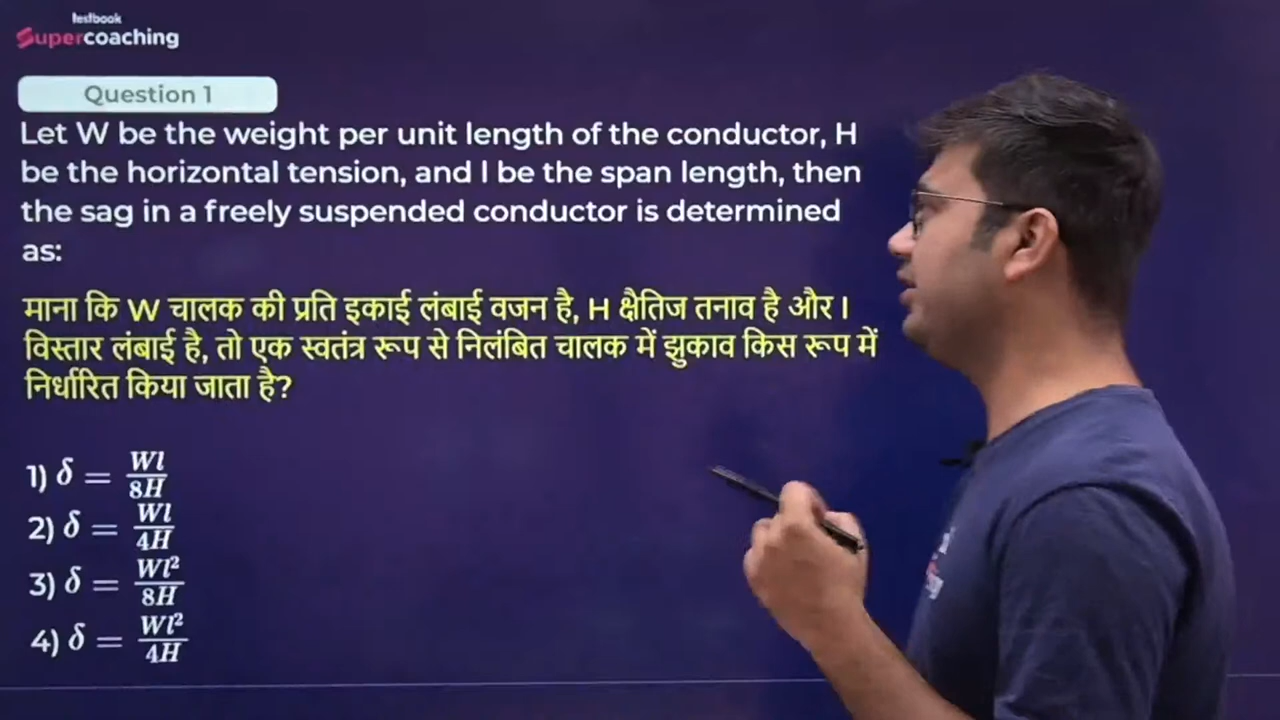 testbook
Supercoaching
Question 1
Let W be the weight per unit length of the conductor, H
be the horizontal tension, and l be the span length, then
the sag in a freely suspended conductor is determined
as:
माना कि W चालक की प्रति इकाई लंबाई वजन है, H क्षैतिज तनाव है और l
विस्तार लंबाई है, तो एक स्वतंत्र रूप से निलंबित चालक में झुकाव किस रूप में
निर्धारित किया जाता है?
1) δ = Wl/8H
2) δ = Wl/4H
3) δ = Wl²/8H
4) δ = Wl²/4H